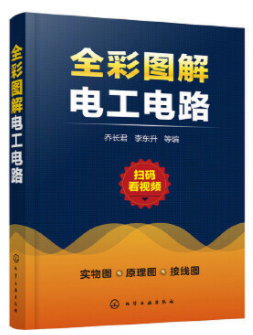 全彩图解
电工电路
乔长君 李东升 等编
扫码
看视频
实物图 原理图 接线图
化学工业出版社
全彩图解电工电路